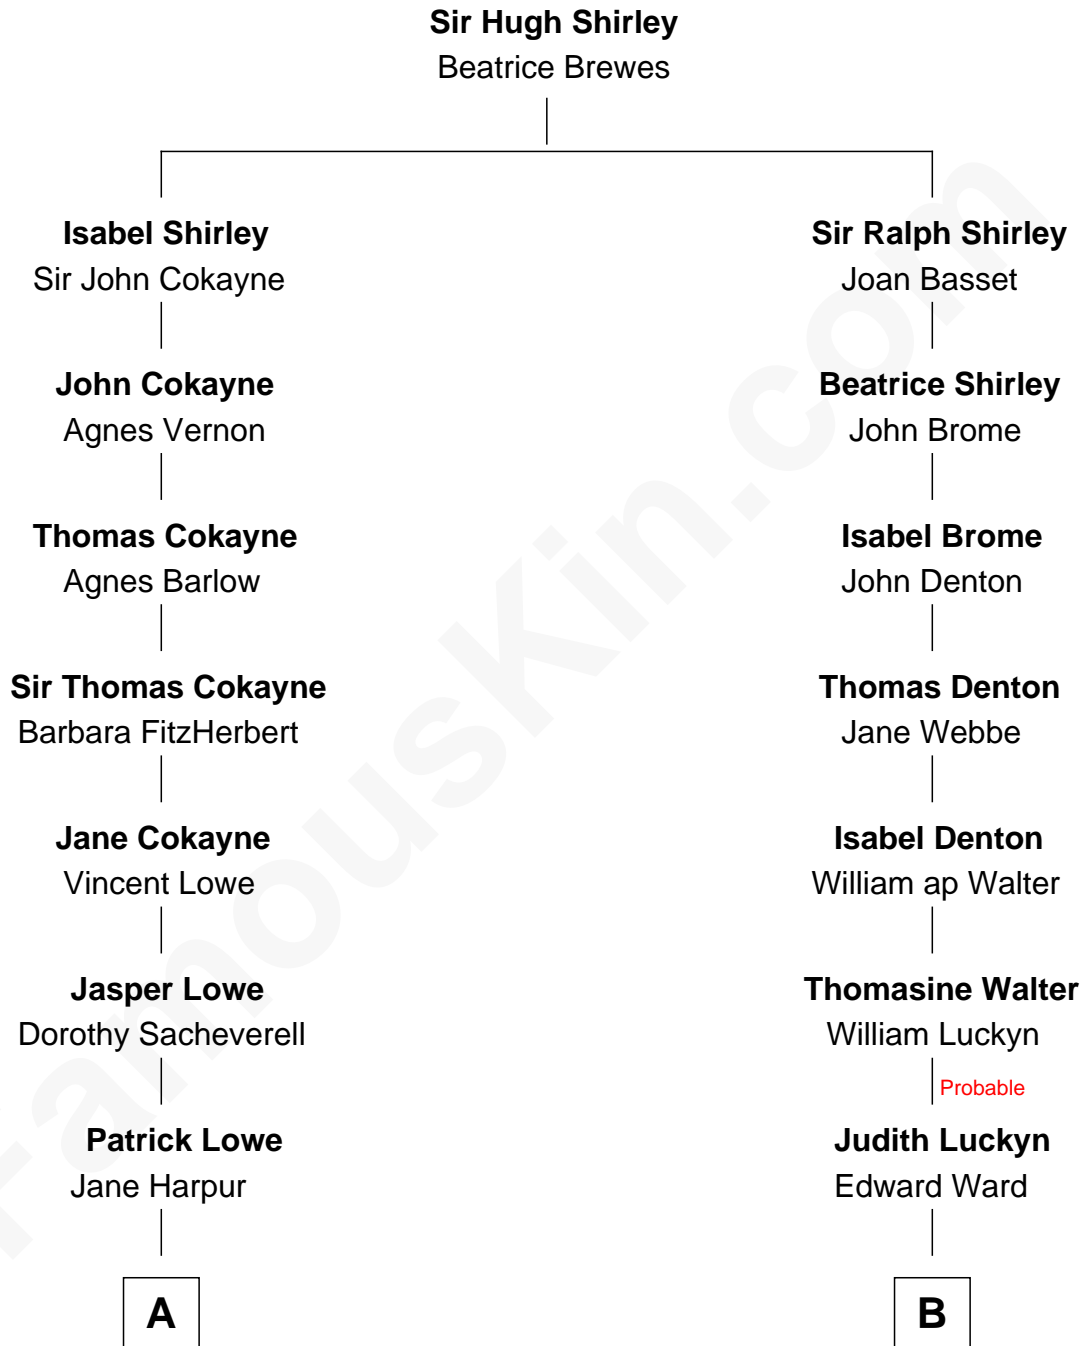 Sir Hugh Shirley
Beatrice Brewes
Isabel Shirley
Sir John Cokayne
John Cokayne
Agnes Vernon
Thomas Cokayne
Agnes Barlow
Sir Thomas Cokayne
Barbara FitzHerbert
Jane Cokayne
Vincent Lowe
Jasper Lowe
Dorothy Sacheverell
Patrick Lowe
Jane Harpur
A
Sir Ralph Shirley
Joan Basset
Beatrice Shirley
John Brome
Isabel Brome
John Denton
Thomas Denton
Jane Webbe
Isabel Denton
William ap Walter
Thomasine Walter
William Luckyn
Probable
Judith Luckyn
Edward Ward
B
FamousKin.com